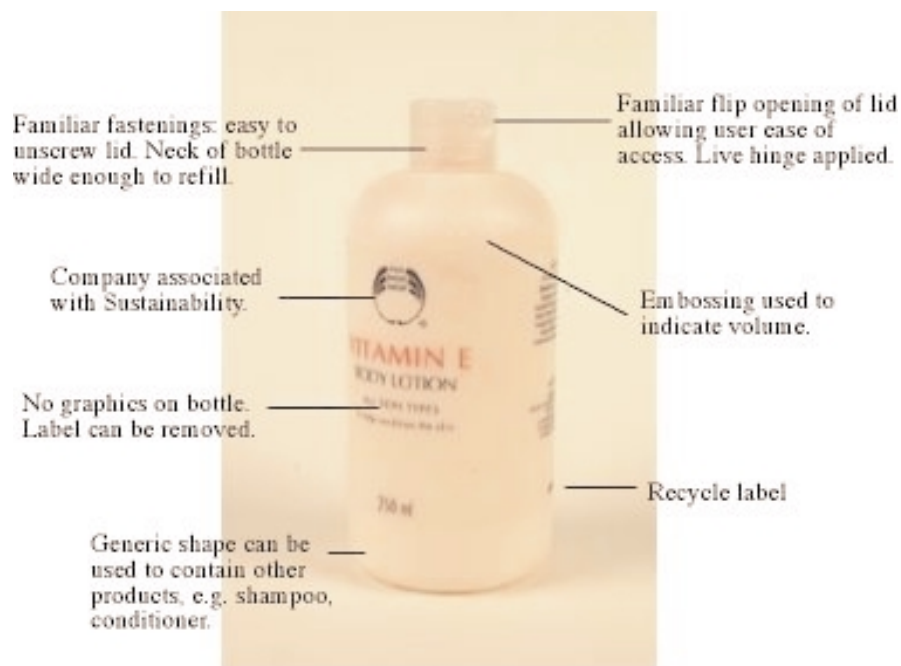 Familiar fastenings: easy to
unscrew lid. Neck of bottle
wide enough to refill.
Familiar flip opening of lid
allowing user ease of
access. Live hinge applied.
Company associated
with Sustainability.
Embossing used to
indicate volume.
No graphics on bottle.
Label can be removed.
Recycle label
Generic shape can be
used to contain other
products, e.g. shampoo,
conditioner.
VITAMIN E
BODY LOTION
SKIN TYPES
250 ml